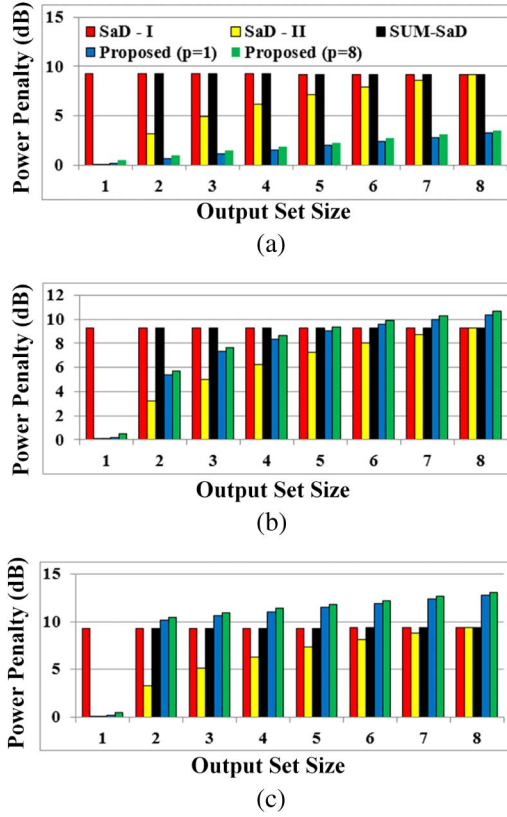 SaD - I SaD - II SUM-SaD
Proposed (p=1) Proposed (p=8)
Power Penalty (dB)
15
10
5
0
1 2 3 4 5 6 7 8
Output Set Size
(a)
Power Penalty (dB)
12
10
8
6
4
2
0
1 2 3 4 5 6 7 8
Output Set Size
(b)
Power Penalty (dB)
15
10
5
0
1 2 3 4 5 6 7 8
Output Set Size
(c)